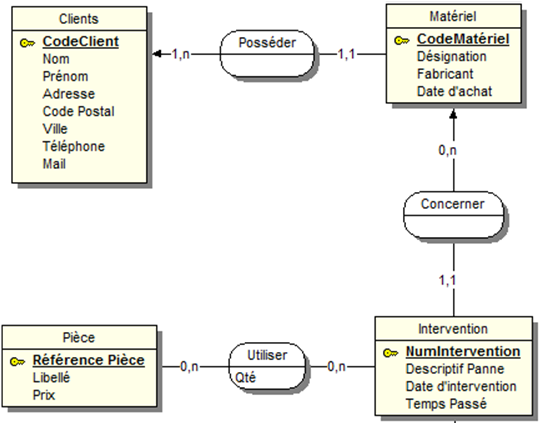 Clients
CodeClient
Nom
Prénom
Adresse
Code Postal
Ville
Téléphone
Mail
1,n
Posséder
1,1
Matériel
CodeMatériel
Désignation
Fabricant
Date d'achat
0,n
Concerner
1,1
Pièce
Référence Pièce
Libellé
Prix
0,n
Utiliser
Qté
0,n
Intervention
NumIntervention
Descriptif Panne
Date d'intervention
Temps Passé